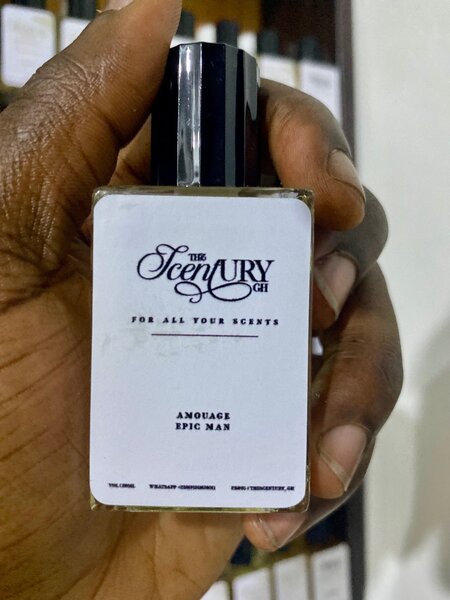 THE
ScentURY
GH
FOR ALL YOUR SCENTS
AMOUAGE
EPIC MAN